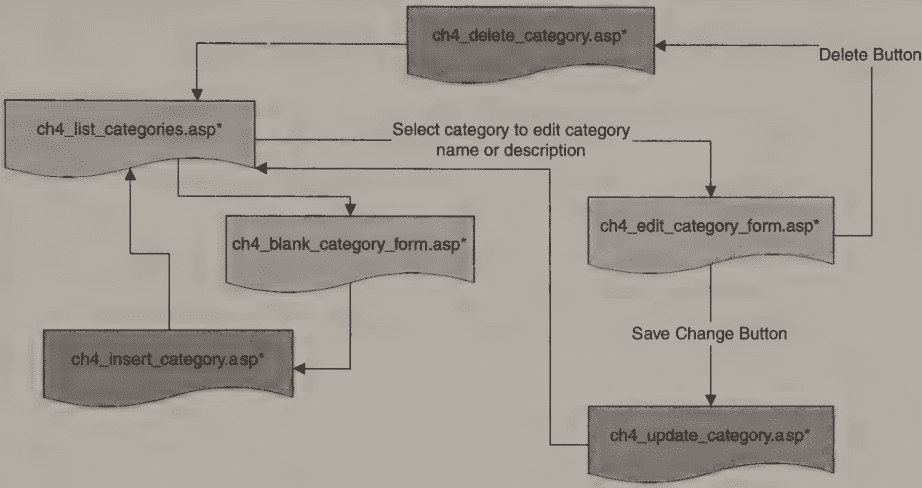 ch4_delete_category.asp*
Delete Button
ch4_list_categories.asp*
Select category to edit category
name or description
ch4_edit_category_form.asp*
ch4_blank_category_form.asp*
Save Change Button
ch4_insert_category.asp*
ch4_update_category.asp*